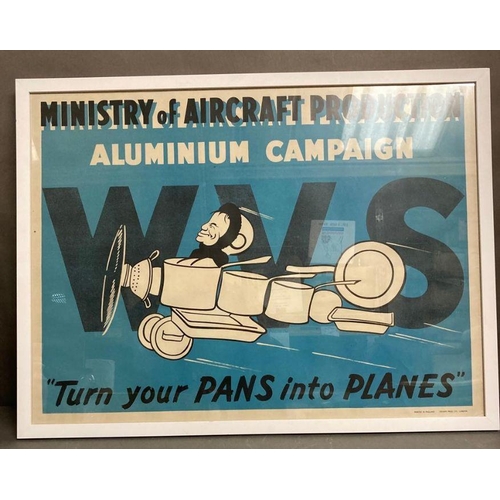 MINISTRY of AIRCRAFT PRODUCTION
ALUMINIUM CAMPAIGN
WVS
"Turn your PANS into PLANES"